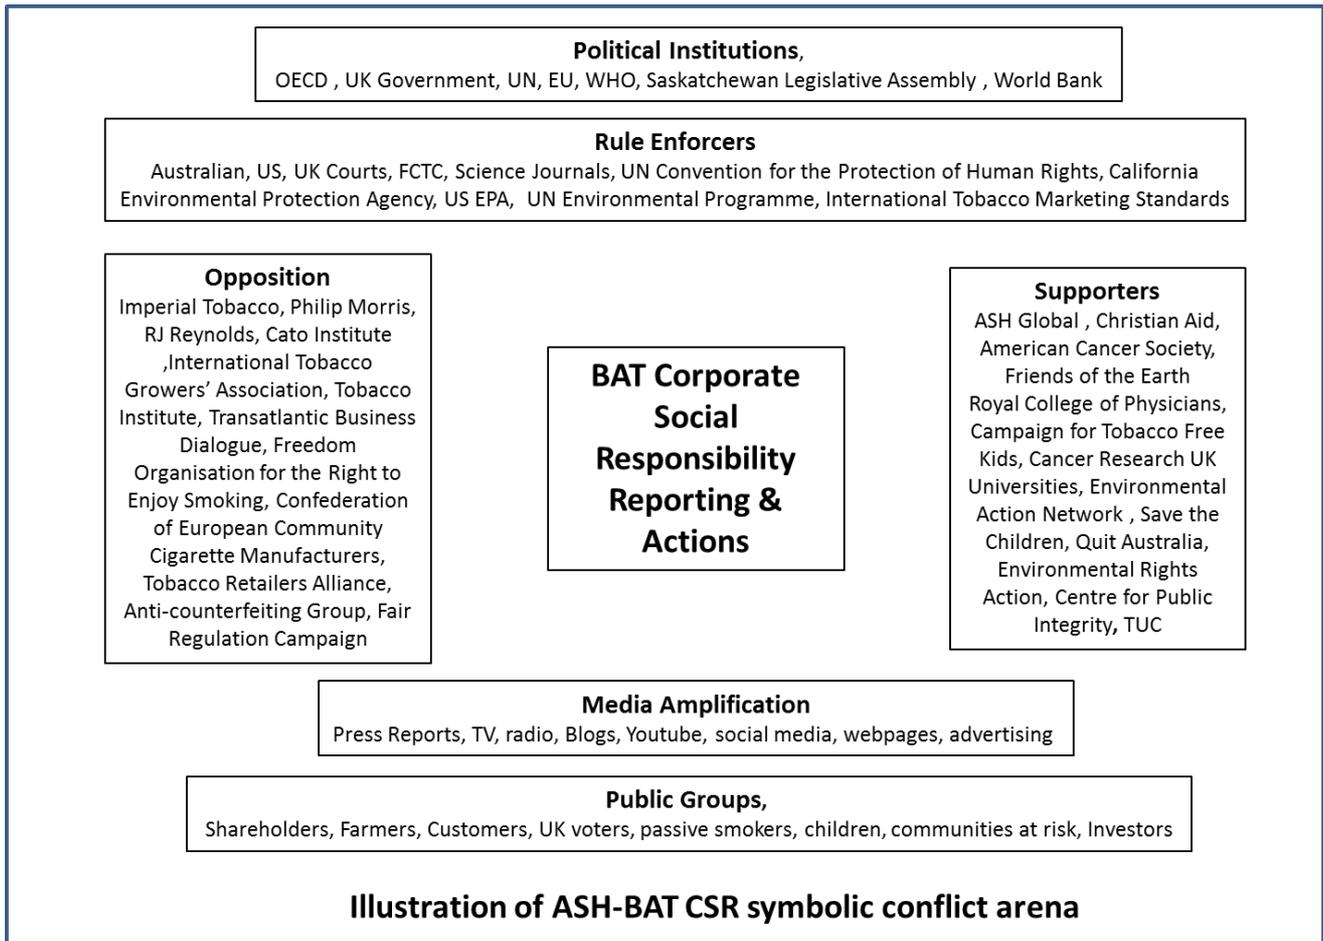 Political Institutions,
OECD , UK Government, UN, EU, WHO, Saskatchewan Legislative Assembly , World Bank
Rule Enforcers
Australian, US, UK Courts, FCTC, Science Journals, UN Convention for the Protection of Human Rights, California
Environmental Protection Agency, US EPA, UN Environmental Programme, International Tobacco Marketing Standards
Opposition
Imperial Tobacco, Philip Morris,
RJ Reynolds, Cato Institute
,International Tobacco
Growers’ Association, Tobacco
Institute, Transatlantic Business
Dialogue, Freedom
Organisation for the Right to
Enjoy Smoking, Confederation
of European Community
Cigarette Manufacturers,
Tobacco Retailers Alliance,
Anti-counterfeiting Group, Fair
Regulation Campaign
BAT Corporate
Social
Responsibility
Reporting &
Actions
Supporters
ASH Global , Christian Aid,
American Cancer Society,
Friends of the Earth
Royal College of Physicians,
Campaign for Tobacco Free
Kids, Cancer Research UK
Universities, Environmental
Action Network , Save the
Children, Quit Australia,
Environmental Rights
Action, Centre for Public
Integrity, TUC
Media Amplification
Press Reports, TV, radio, Blogs, Youtube, social media, webpages, advertising
Public Groups,
Shareholders, Farmers, Customers, UK voters, passive smokers, children, communities at risk, Investors
Illustration of ASH-BAT CSR symbolic conflict arena